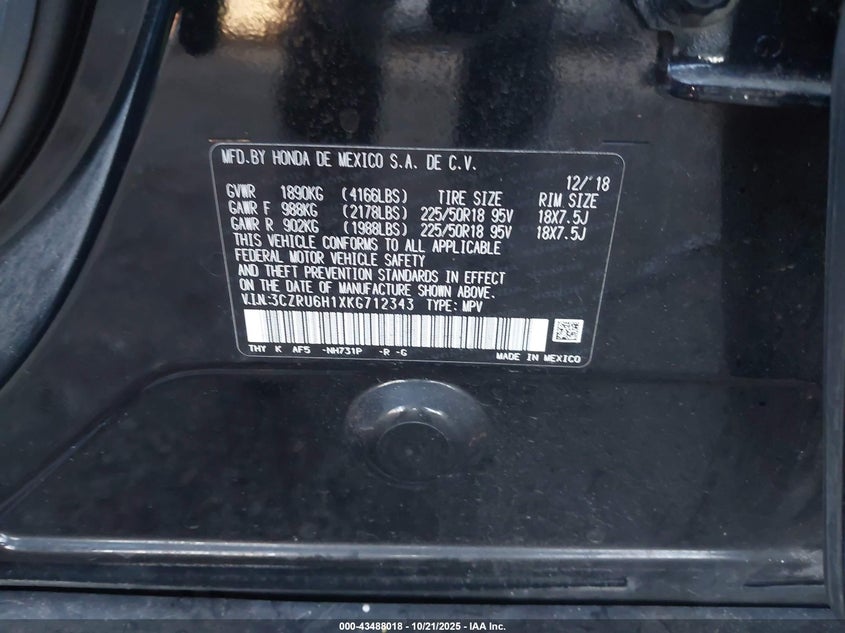 MFD.BY HONDA DE MEXICO S.A. DE C.V.
12/'18
GVWR 1890KG (4166LBS) TIRE SIZE RIM SIZE
GAWR F 988KG (2178LBS) 225/50R18 95V 18X7.5J
GAWR R 902KG (1988LBS) 225/50R18 95V 18X7.5J
THIS VEHICLE CONFORMS TO ALL APPLICABLE
FEDERAL MOTOR VEHICLE SAFETY
AND THEFT PREVENTION STANDARDS IN EFFECT
ON THE DATE OF MANUFACTURE SHOWN ABOVE.
V.I.N:3CZRU6H1XKG712343 TYPE: MPV
THY K AF5 -NH731P -R -G MADE IN MEXICO
000-43488018 - 10/21/2025 - IAA Inc.